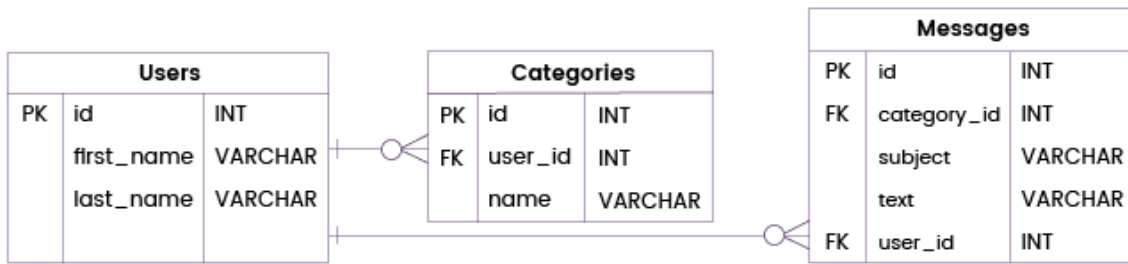 Users
PK id INT
first_name VARCHAR
last_name VARCHAR
Categories
PK id INT
FK user_id INT
name VARCHAR
Messages
PK id INT
FK category_id INT
subject VARCHAR
text VARCHAR
FK user_id INT